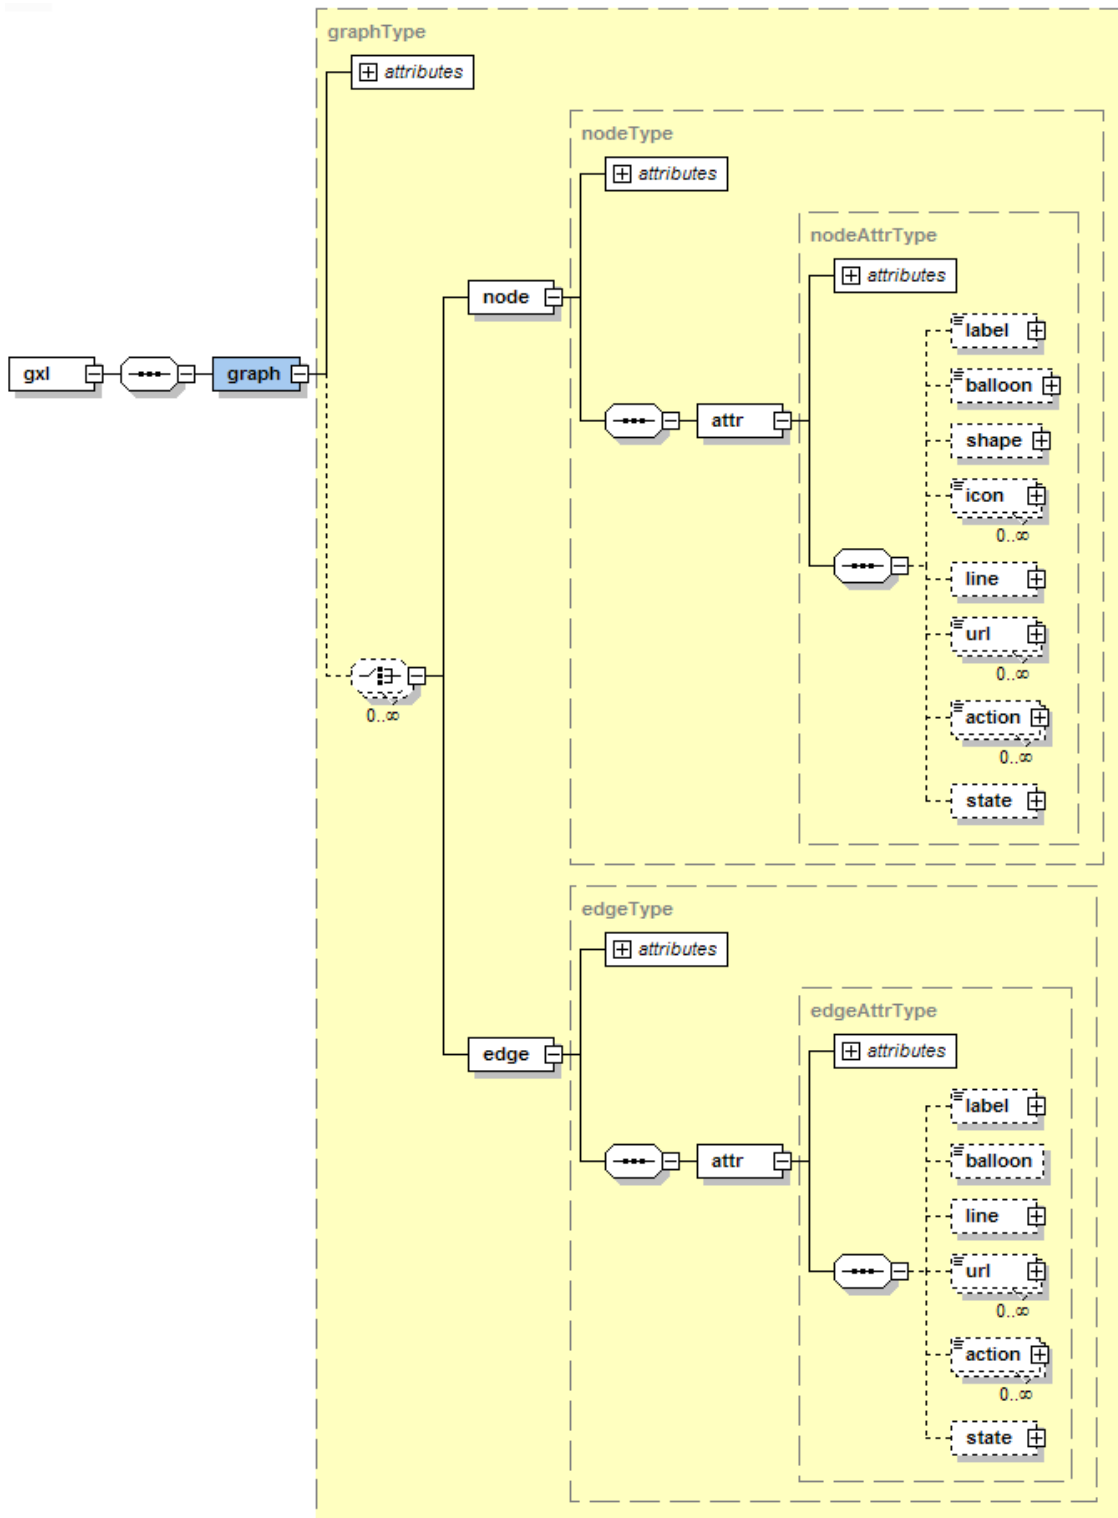 graphType
attributes
nodeType
attributes
nodeAttrType
attributes
node
label
gxl
graph
balloon
attr
shape
icon
0..∞
line
url
0..∞
0..∞
action
0..∞
state
edgeType
attributes
edgeAttrType
edge
attributes
label
attr
balloon
line
url
0..∞
action
0..∞
state